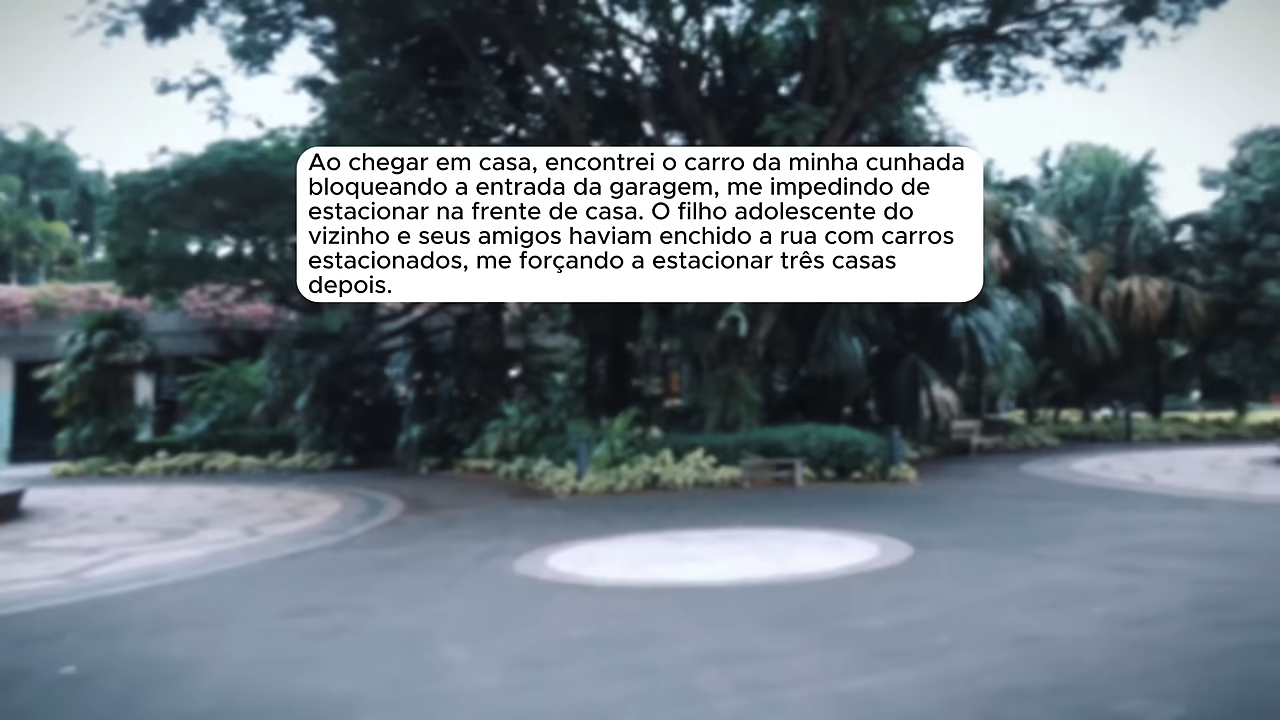 Ao chegar em casa, encontrei o carro da minha cunhada
bloqueando a entrada da garagem, me impedindo de
estacionar na frente de casa. O filho adolescente do
vizinho e seus amigos haviam enchido a rua com carros
estacionados, me forçando a estacionar três casas
depois.